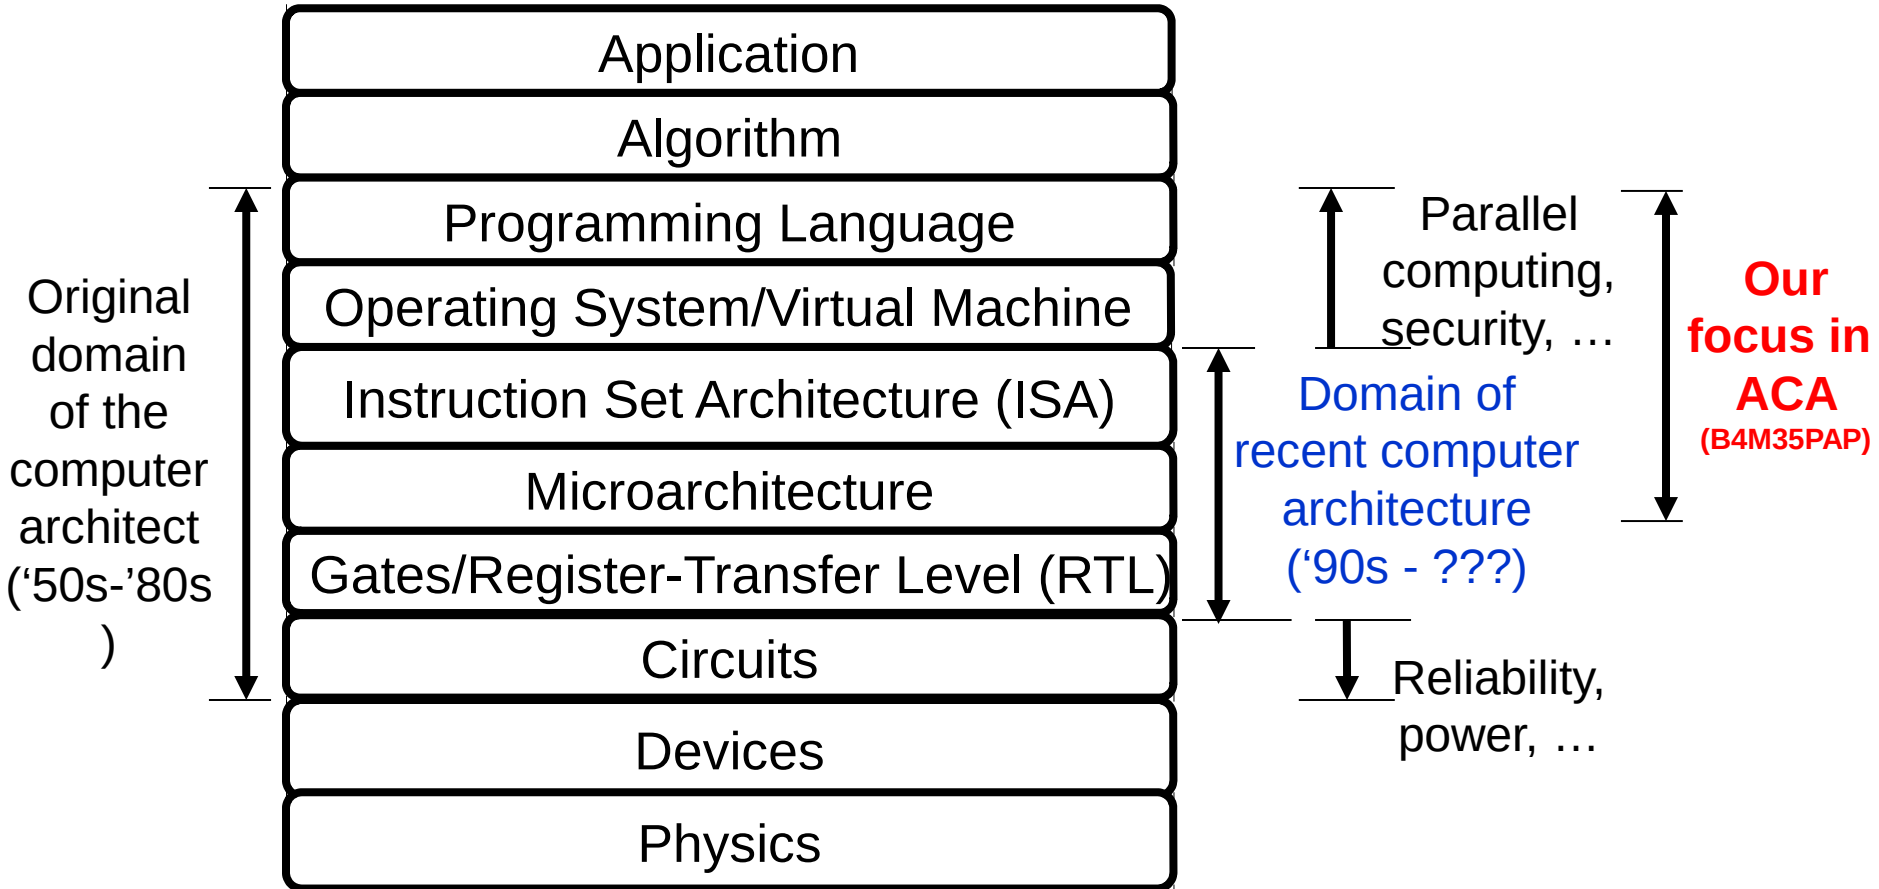 Application
Algorithm
Programming Language
Operating System/Virtual Machine
Instruction Set Architecture (ISA)
Microarchitecture
Gates/Register-Transfer Level (RTL)
Circuits
Devices
Physics
Original
domain
of the
computer
architect
(‘50s-’80s
)
Parallel
computing,
security, …
Domain of
recent computer
architecture
(‘90s - ???)
Reliability,
power, …
Our
focus in
ACA
(B4M35PAP)